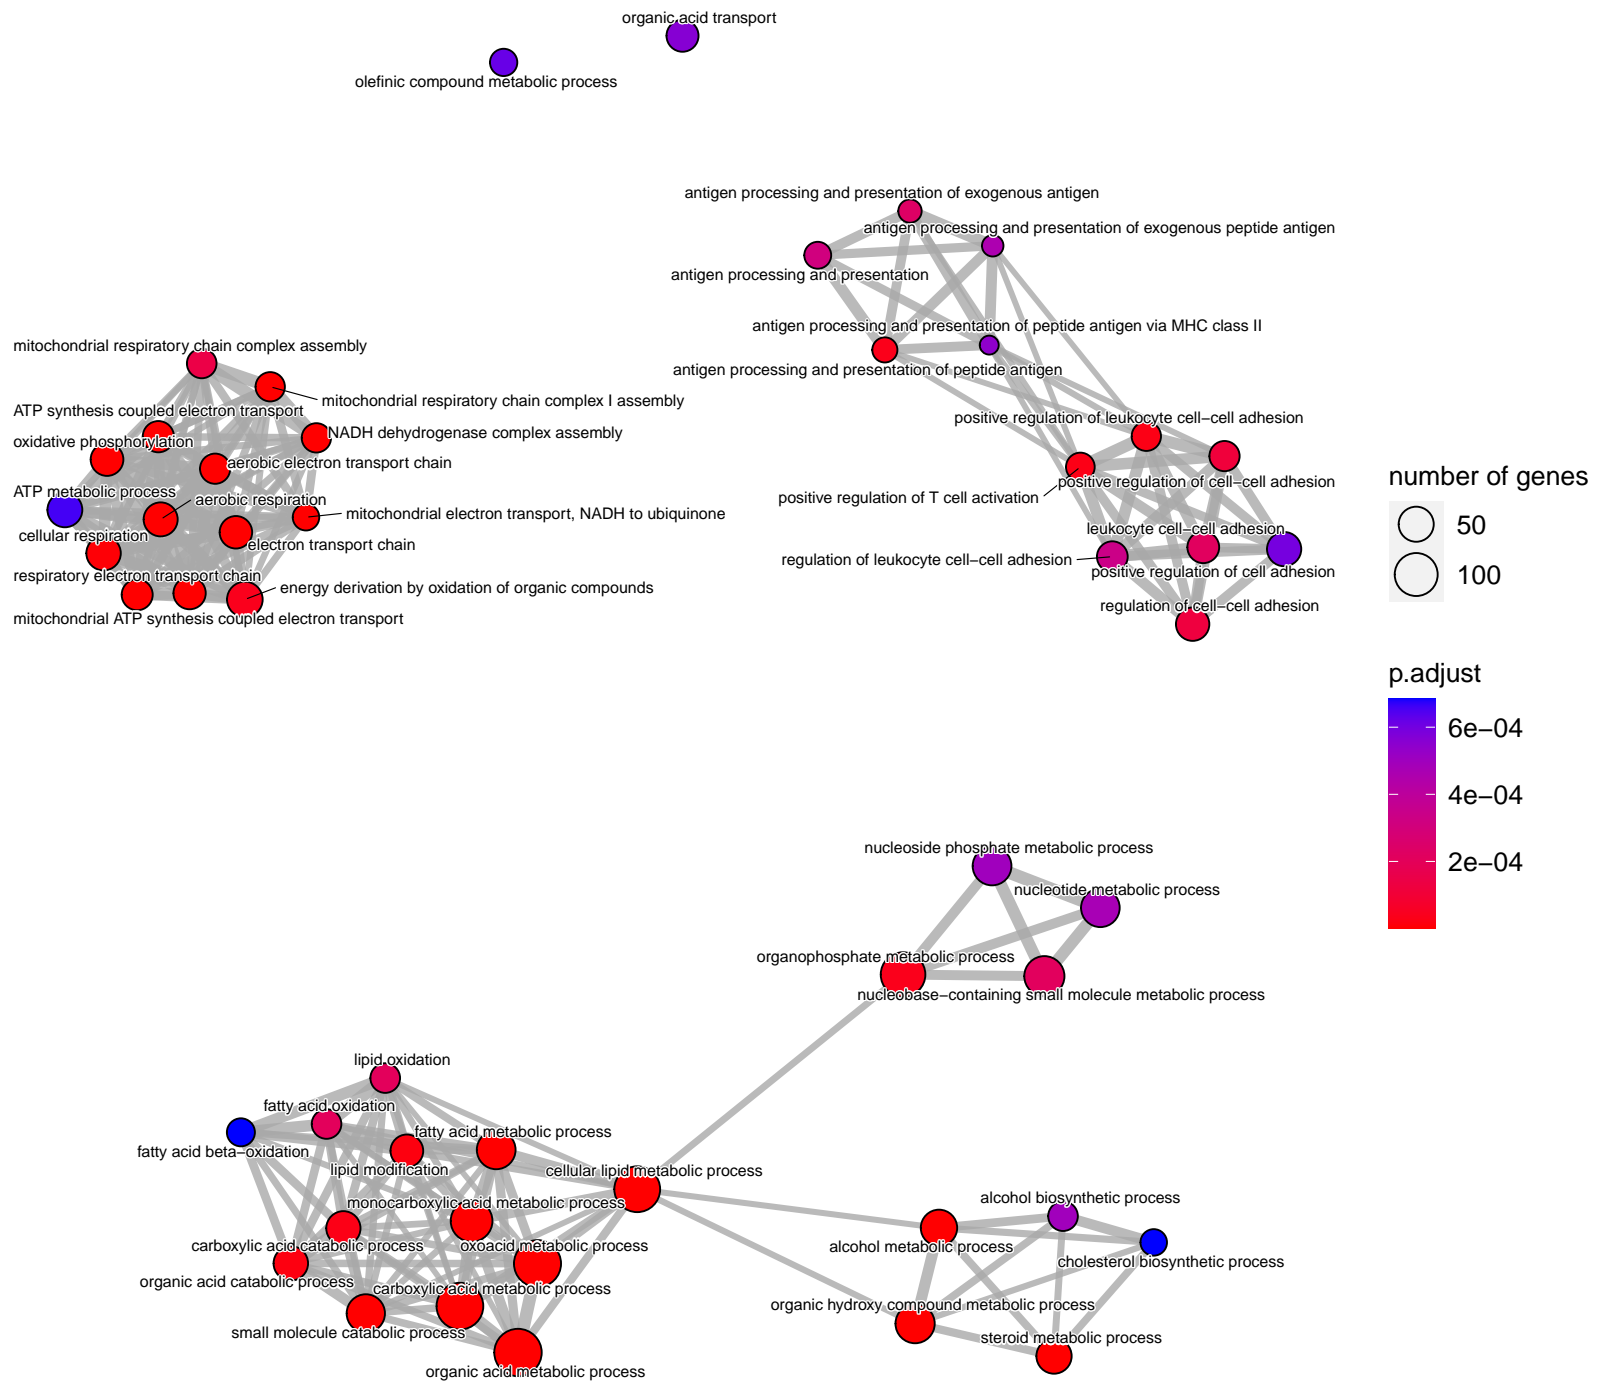 organic acid transport
olefinic compound metabolic process
antigen processing and presentation of exogenous antigen
antigen processing and presentation of exogenous peptide antigen
antigen processing and presentation
antigen processing and presentation of peptide antigen via MHC class II
antigen processing and presentation of peptide antigen
mitochondrial respiratory chain complex assembly
mitochondrial respiratory chain complex I assembly
ATP synthesis coupled electron transport
NADH dehydrogenase complex assembly
oxidative phosphorylation
aerobic electron transport chain
ATP metabolic process
aerobic respiration
mitochondrial electron transport, NADH to ubiquinone
cellular respiration
electron transport chain
respiratory electron transport chain
energy derivation by oxidation of organic compounds
mitochondrial ATP synthesis coupled electron transport
positive regulation of leukocyte cell−cell adhesion
positive regulation of cell−cell adhesion
positive regulation of T cell activation
leukocyte cell−cell adhesion
regulation of leukocyte cell−cell adhesion
positive regulation of cell adhesion
regulation of cell−cell adhesion
number of genes
50
100
p.adjust
6e−04
4e−04
2e−04
nucleoside phosphate metabolic process
nucleotide metabolic process
organophosphate metabolic process
nucleobase−containing small molecule metabolic process
lipid oxidation
fatty acid oxidation
fatty acid metabolic process
fatty acid beta−oxidation
lipid modification
cellular lipid metabolic process
monocarboxylic acid metabolic process
carboxylic acid catabolic process
oxoacid metabolic process
organic acid catabolic process
carboxylic acid metabolic process
small molecule catabolic process
organic acid metabolic process
alcohol biosynthetic process
alcohol metabolic process
cholesterol biosynthetic process
organic hydroxy compound metabolic process
steroid metabolic process